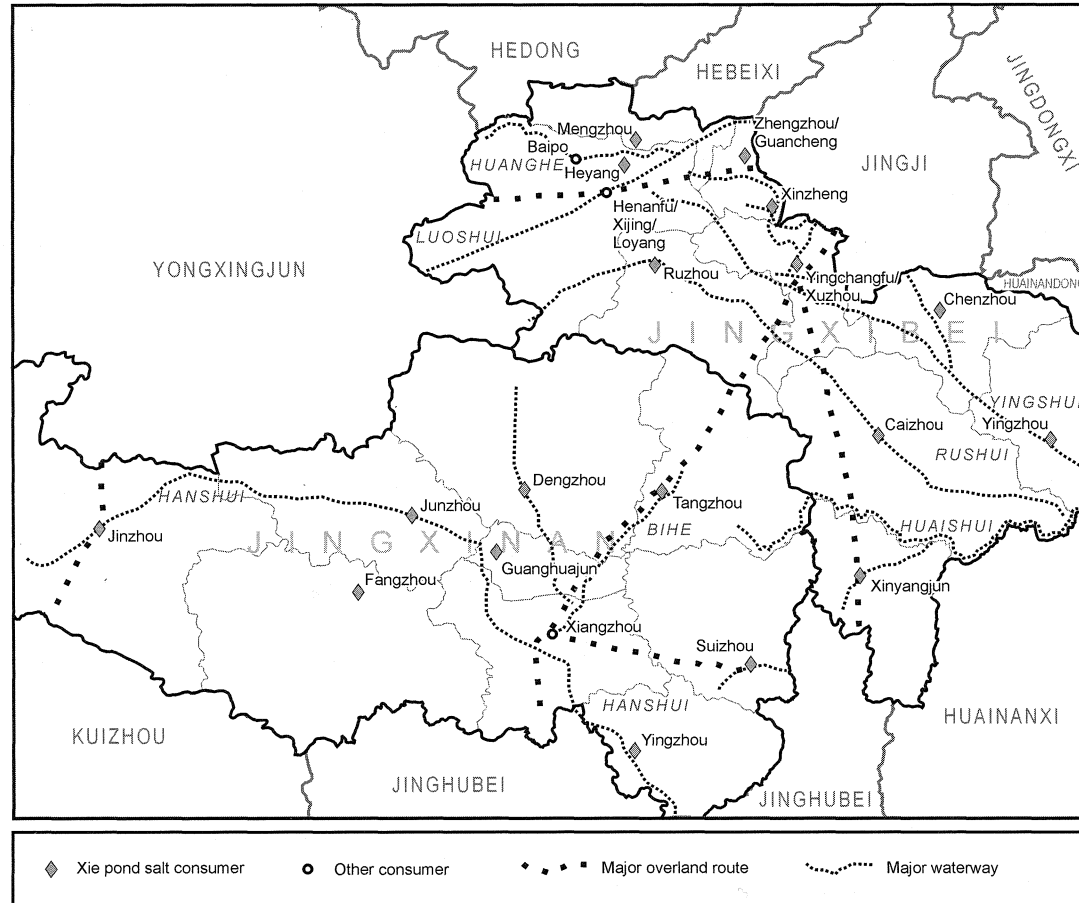 HEDONG
HEBEIXI
JINGDONGXI
Zhengzhou/
Guancheng
Mengzhou
Baipo
HUANGHE
Heyang
JINGJI
Xinzheng
Henanfu/
Xijing/
Loyang
LUOSHUI
YONGXINGJUN
Ruzhou
Yingchangfu/
Xuzhou
HUAINANDONG
Chenzhou
JINGXIBEI
YINGSHUI
Yingzhou
Caizhou
RUSHUI
Dengzhou
HANSHUI
Junzhou
Tangzhou
BIHE
HUAISHUI
Jinzhou
JINGXINAN
Guanghuajun
Fangzhou
Xinyangjun
Xiangzhou
Suizhou
HANSHUI
KUIZHOU
Yingzhou
HUAINANXI
JINGHUBEI
JINGHUBEI
Xie pond salt consumer
Other consumer
Major overland route
Major waterway